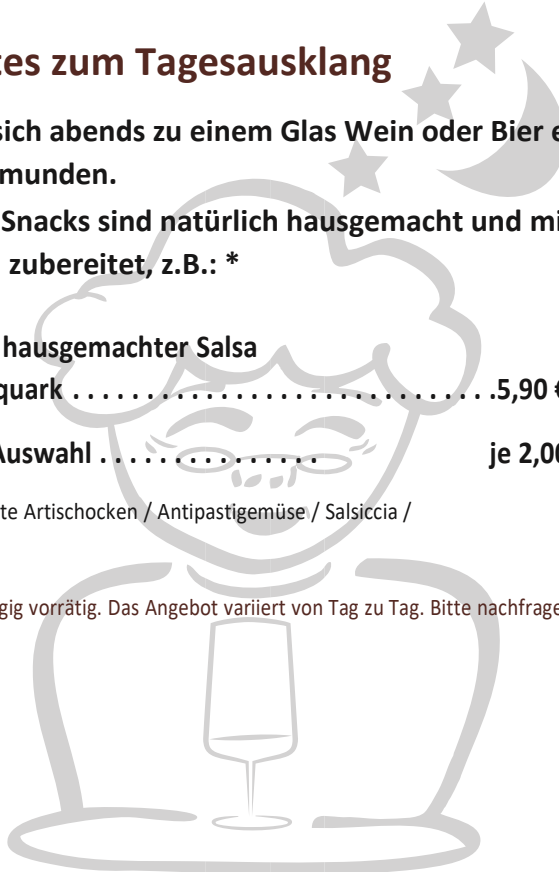 tes zum Tagesausklang
sich abends zu einem Glas Wein oder Bier e
munden.
Snacks sind natürlich hausgemacht und mi
zubereitet, z.B.: *
hausgemachter Salsa
quark . . . . . . . . . . . . . . . . . . . . . . . . . . . . .5,90 €
Auswahl . . . . . . . . . . . . . . . je 2,00
te Artischocken / Antipastigemüse / Salsiccia /
gig vorrätig. Das Angebot variiert von Tag zu Tag. Bitte nachfrage